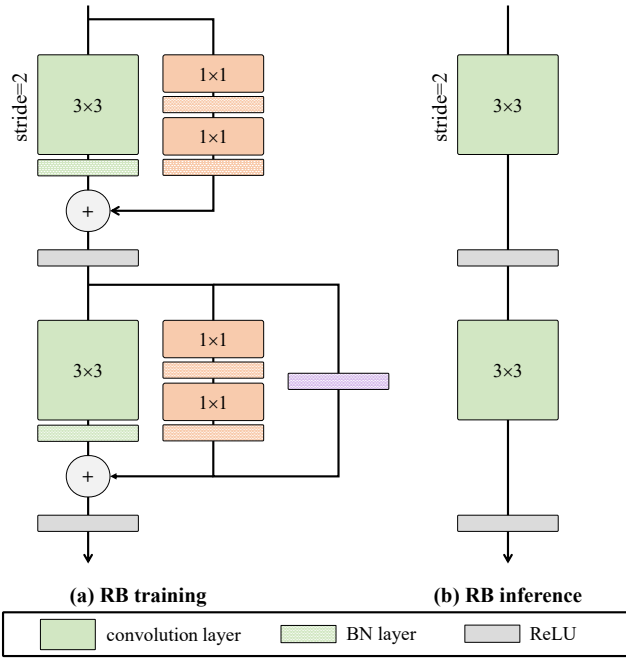 stride=2
3×3
1×1
1×1
+
3×3
1×1
1×1
+
(a) RB training
stride=2
3×3
3×3
(b) RB inference
convolution layer
BN layer
ReLU